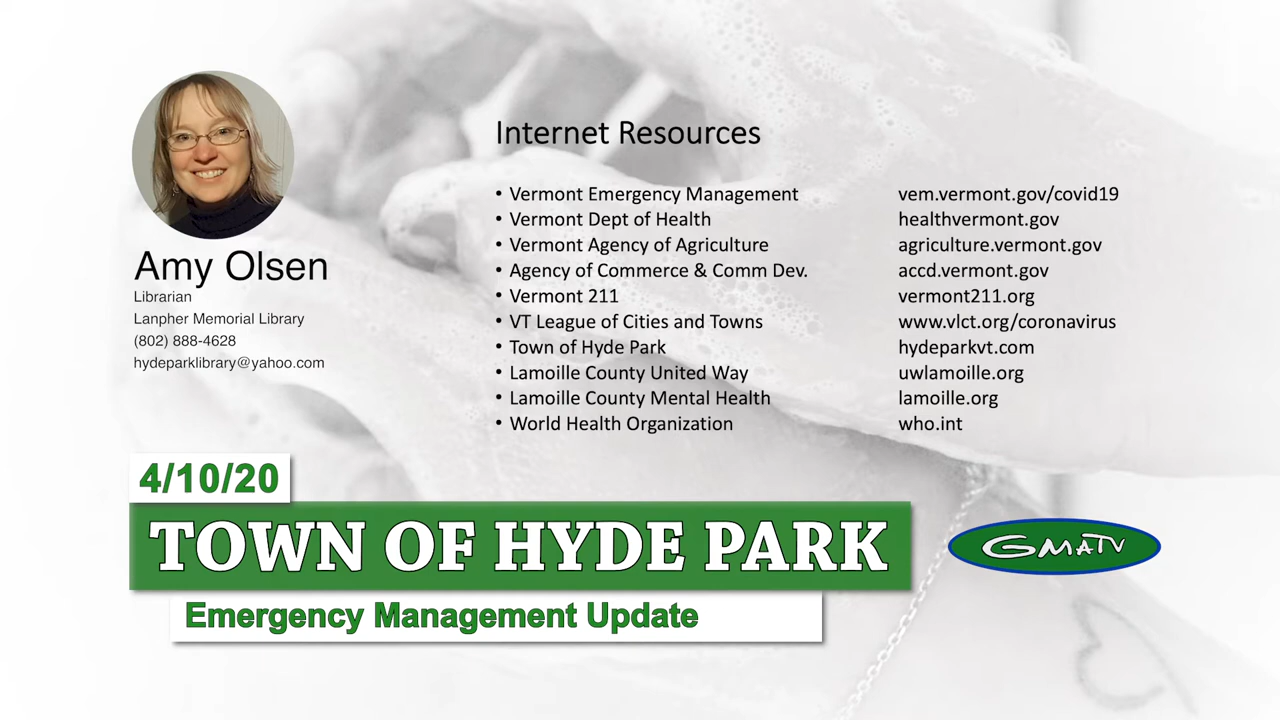 Amy Olsen
Librarian
Lanpher Memorial Library
(802) 888-4628
hydeparklibrary@yahoo.com
Internet Resources
• Vermont Emergency Management vem.vermont.gov/covid19
• Vermont Dept of Health healthvermont.gov
• Vermont Agency of Agriculture agriculture.vermont.gov
• Agency of Commerce & Comm Dev. accd.vermont.gov
• Vermont 211 vermont211.org
• VT League of Cities and Towns www.vlct.org/coronavirus
• Town of Hyde Park hydeparkvt.com
• Lamoille County United Way uwlamoille.org
• Lamoille County Mental Health lamoille.org
• World Health Organization who.int
4/10/20
TOWN OF HYDE PARK
Emergency Management Update
GMATV